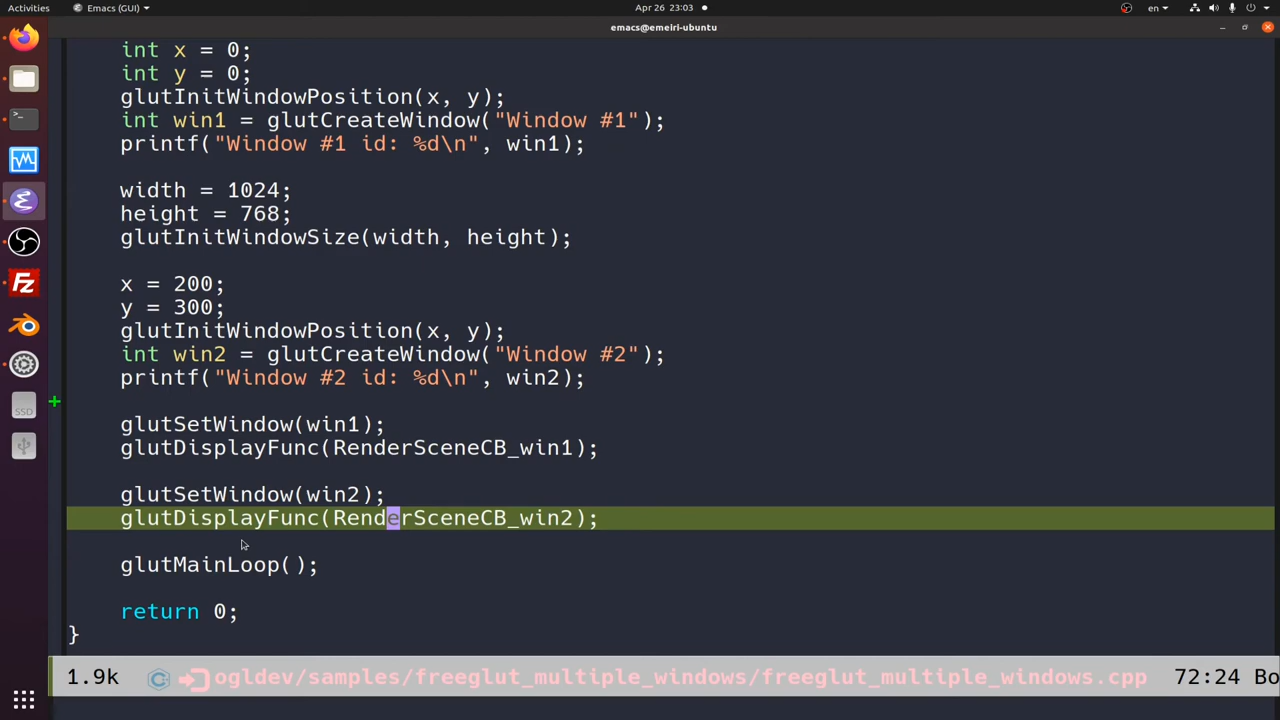 Activities Emacs (GUI) Apr 26 23:03 en
emacs@emeiri-ubuntu
int x = 0;
int y = 0;
glutInitWindowPosition(x, y);
int win1 = glutCreateWindow("Window #1");
printf("Window #1 id: %d\n", win1);
width = 1024;
height = 768;
glutInitWindowSize(width, height);
x = 200;
y = 300;
glutInitWindowPosition(x, y);
int win2 = glutCreateWindow("Window #2");
printf("Window #2 id: %d\n", win2);
+
glutSetWindow(win1);
glutDisplayFunc(RenderSceneCB_win1);
glutSetWindow(win2);
glutDisplayFunc(RenderSceneCB_win2);
glutMainLoop();
return 0;
}
1.9k ogldev/samples/freeglut_multiple_windows/freeglut_multiple_windows.cpp 72:24 Bo